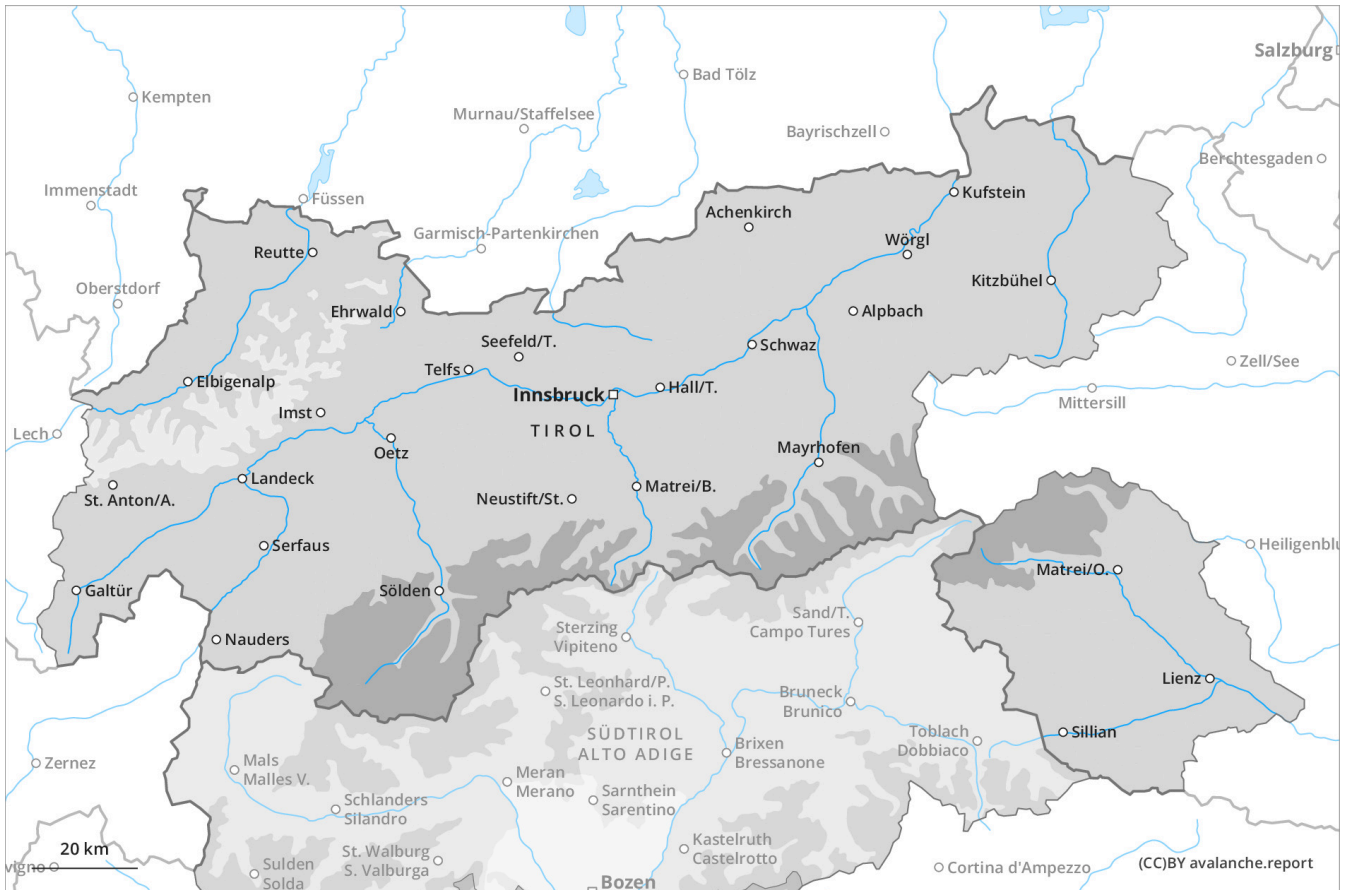 Salzburg
Bad Tölz
Kempten
Murnau/Staffelsee
Bayrischzell
Berchtesgaden
Immenstadt
Füssen
Kufstein
Achenkirch
Garmisch-Partenkirchen
Wörgl
Reutte
Kitzbühel
Oberstdorf
Ehrwald
Alpbach
Seefeld/T.
Schwaz
Zell/See
Telfs
Elbigenalp
Innsbruck
Hall/T.
Mittersill
Imst
TIROL
Lech
Oetz
Mayrhofen
Landeck
St. Anton/A.
Neustift/St.
Matrei/B.
Serfaus
Heiligenblu
Matrei/O.
Galtür
Sölden
Nauders
Sterzing
Vipiteno
Sand/T.
Campo Tures
Lienz
St. Leonhard/P.
S. Leonardo i. P.
Bruneck
Brunico
SÜDTIROL
ALTO ADIGE
Toblach
Dobbiaco
Sillian
Brixen
Bressanone
Zernez
Mals
Malles V.
Meran
Merano
Sarnthein
Sarentino
Schlanders
Silandro
Kastelruth
Castelrotto
20 km
St. Walburg
S. Valburga
vigno
Sulden
Solda
Cortina d'Ampezzo
(CC)BY avalanche.report
Bozen